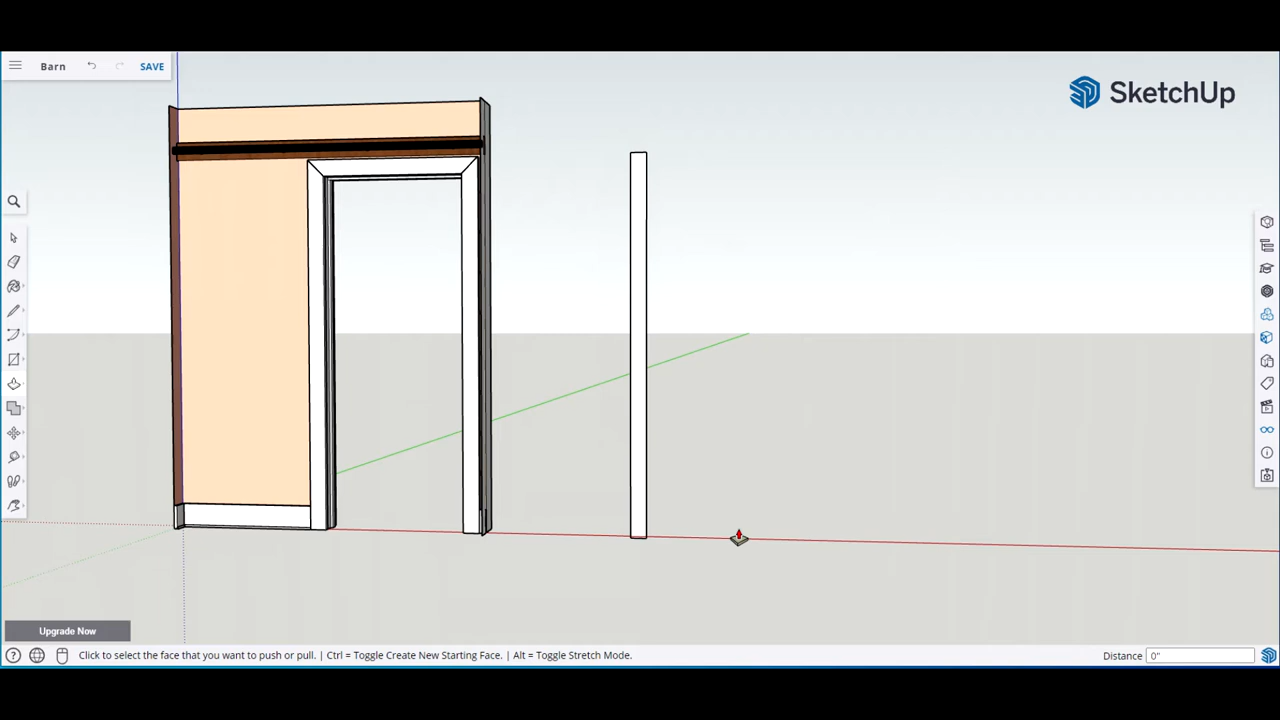 Barn
SAVE
SketchUp
Upgrade Now
Click to select the face that you want to push or pull. | Ctrl = Toggle Create New Starting Face. | Alt = Toggle Stretch Mode.
Distance 0"